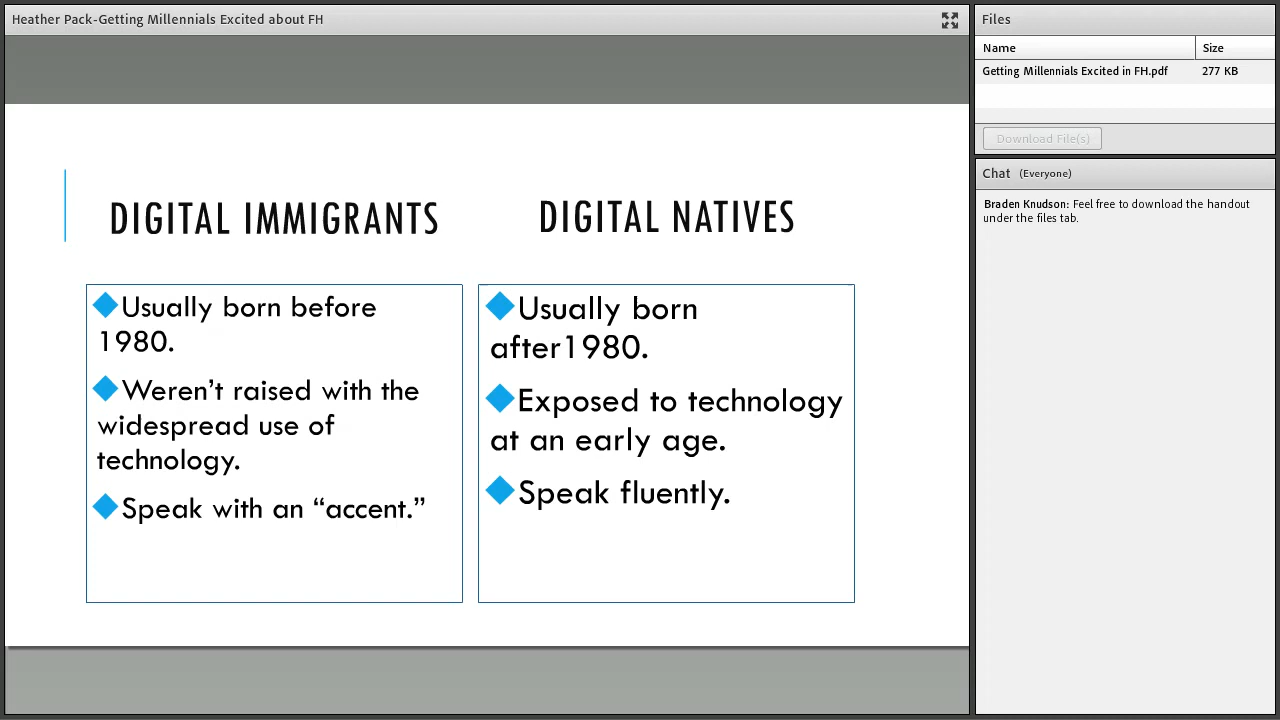 Heather Pack-Getting Millennials Excited about FH
DIGITAL IMMIGRANTS
Usually born before
1980.
Weren’t raised with the
widespread use of
technology.
Speak with an “accent.”
DIGITAL NATIVES
Usually born
after1980.
Exposed to technology
at an early age.
Speak fluently.
Files
Name Size
Getting Millennials Excited in FH.pdf 277 KB
Download File(s)
Chat (Everyone)
Braden Knudson: Feel free to download the handout
under the files tab.